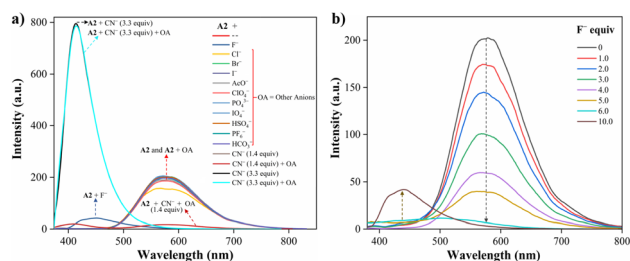 a)
A2 + CN⁻ (3.3 equiv)
A2 + CN⁻ (3.3 equiv) + OA
A2 +
--
F⁻
Cl⁻
Br⁻
I⁻
AcO⁻
ClO₄⁻
PO₄³⁻
IO₄⁻
HSO₄⁻
PF₆⁻
HCO₃⁻
OA = Other Anions
CN⁻ (1.4 equiv)
CN⁻ (1.4 equiv) + OA
CN⁻ (3.3 equiv)
CN⁻ (3.3 equiv) + OA
A2 and A2 + OA
A2 + F⁻
A2 + CN⁻ + OA
(1.4 equiv)
800
600
400
200
0
Intensity (a.u.)
400 500 600 700 800
Wavelength (nm)
b)
F⁻ equiv
0
1.0
2.0
3.0
4.0
5.0
6.0
10.0
200
150
100
50
0
Intensity (a.u.)
400 500 600 700 800
Wavelength (nm)